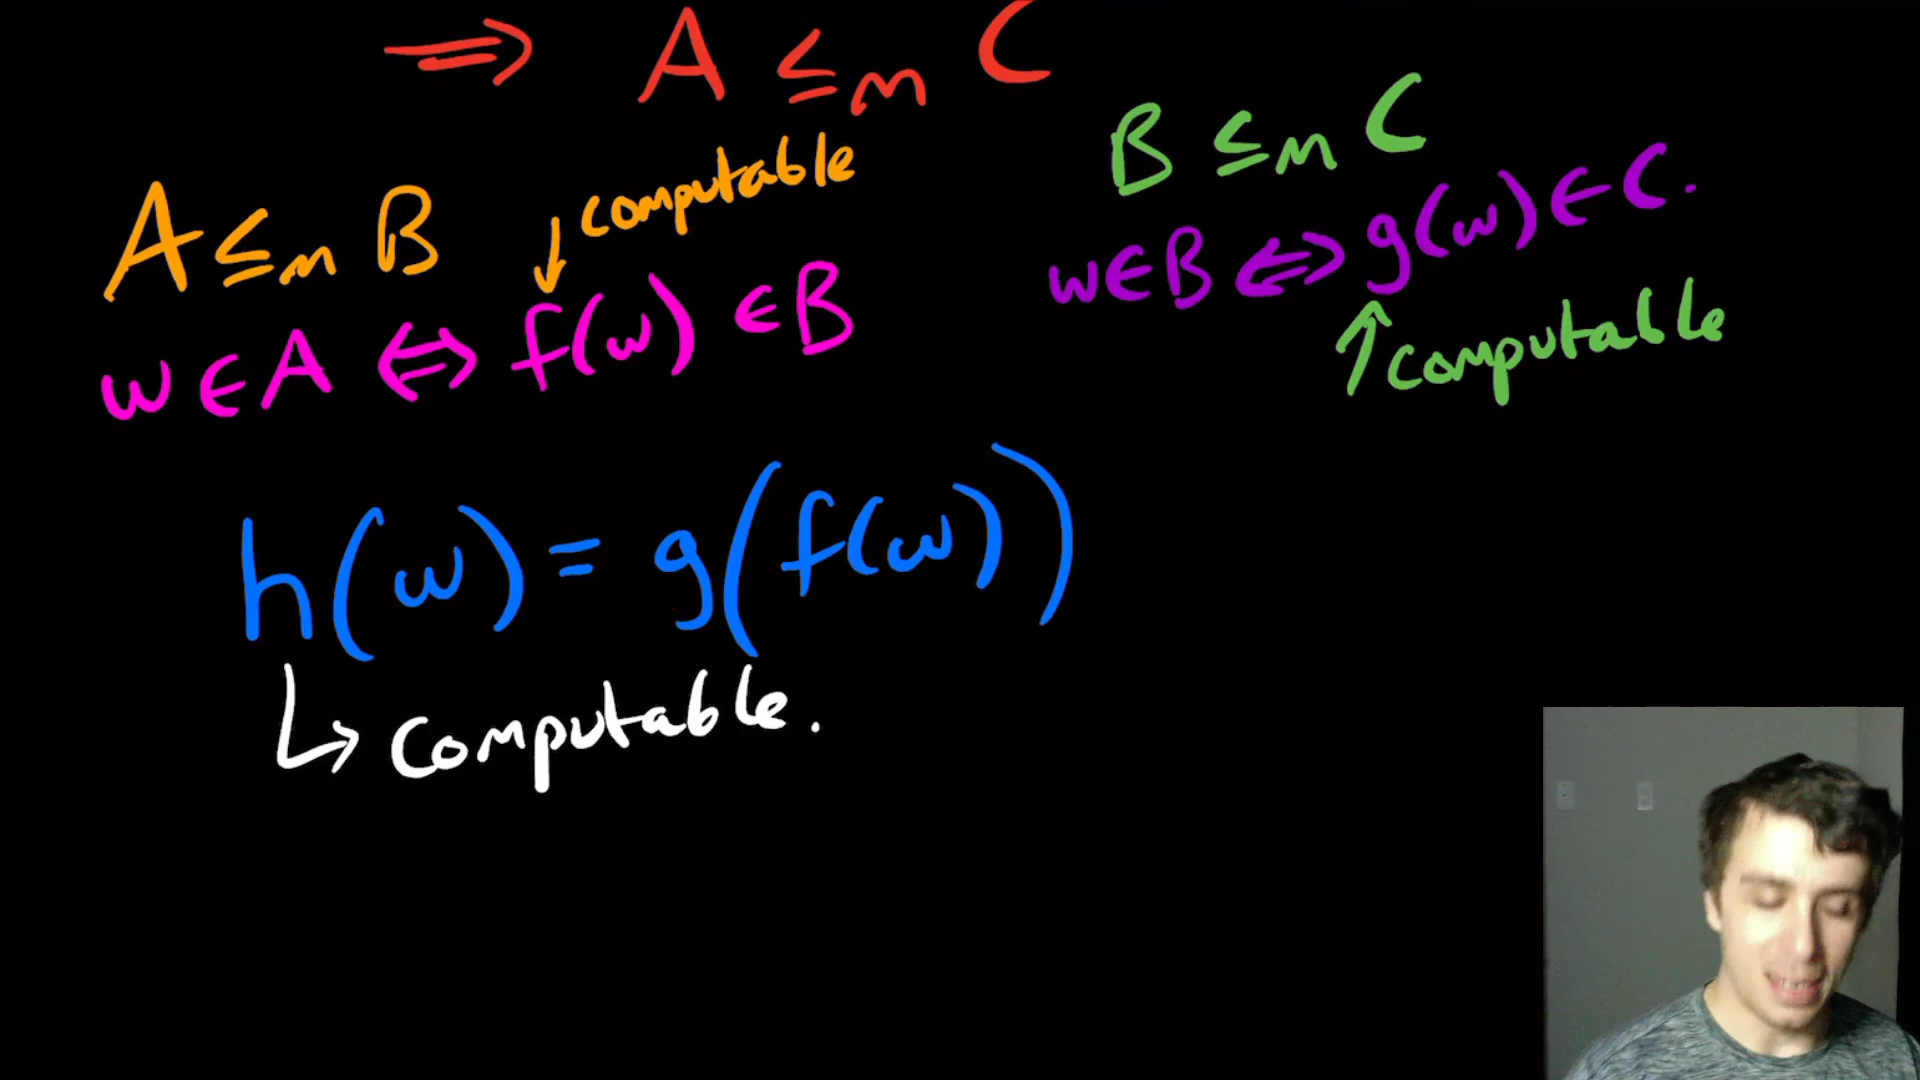 ⇒ A ≤m C
B ≤m C
computable
A ≤m B
w ∈ B ⇔ g(w) ∈ C.
w ∈ A ⇔ f(w) ∈ B
computable
h(w) = g(f(w))
computable.